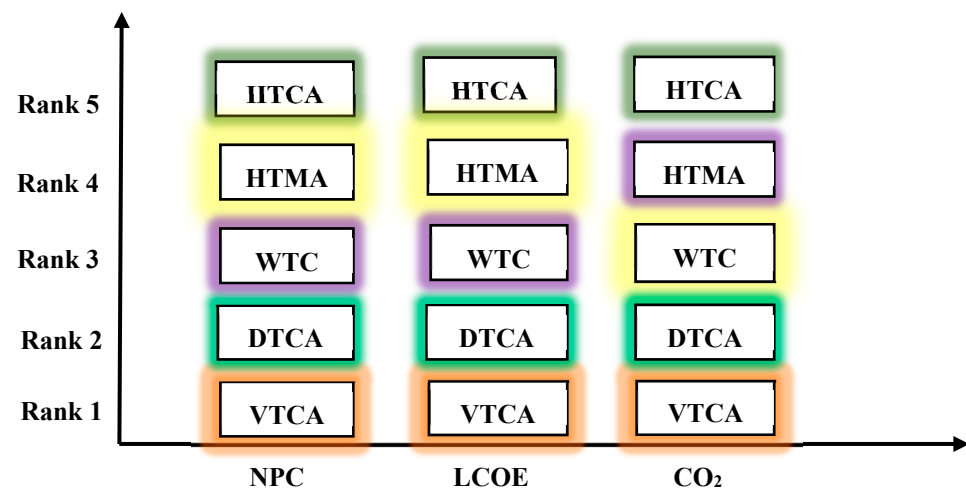 Rank 5 HTCA HTCA HTCA
Rank 4 HTMA HTMA HTMA
Rank 3 WTC WTC WTC
Rank 2 DTCA DTCA DTCA
Rank 1 VTCA VTCA VTCA
NPC LCOE CO₂